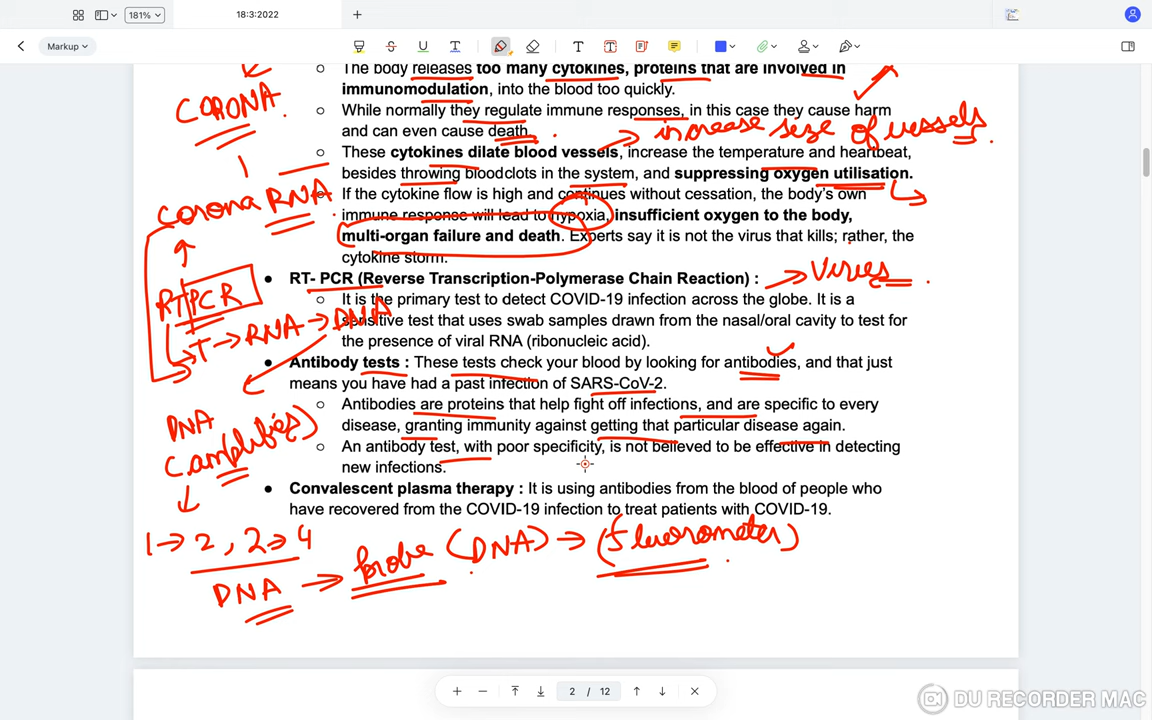 181%
18:3:2022
+
Markup
The body releases too many cytokines, proteins that are involved in
immunomodulation, into the blood too quickly.
While normally they regulate immune responses, in this case they cause harm
and can even cause death.
These cytokines dilate blood vessels, increase the temperature and heartbeat,
besides throwing bloodclots in the system, and suppressing oxygen utilisation.
If the cytokine flow is high and continues without cessation, the body's own
immune response will lead to hypoxia, insufficient oxygen to the body,
multi-organ failure and death. Experts say it is not the virus that kills; rather, the
cytokine storm.
RT- PCR (Reverse Transcription-Polymerase Chain Reaction) :
It is the primary test to detect COVID-19 infection across the globe. It is a
sensitive test that uses swab samples drawn from the nasal/oral cavity to test for
the presence of viral RNA (ribonucleic acid).
Antibody tests : These tests check your blood by looking for antibodies, and that just
means you have had a past infection of SARS-CoV-2.
Antibodies are proteins that help fight off infections, and are specific to every
disease, granting immunity against getting that particular disease again.
An antibody test, with poor specificity, is not believed to be effective in detecting
new infections.
Convalescent plasma therapy : It is using antibodies from the blood of people who
have recovered from the COVID-19 infection to treat patients with COVID-19.
CORONA
increase size of vessels
Corona RNA
RT PCR
Virus
T → RNA → DNA
DNA
(amplifies)
1 → 2, 2 → 4
DNA → probe (DNA) → (fluorometer)
2 / 12
DU RECORDER MAC